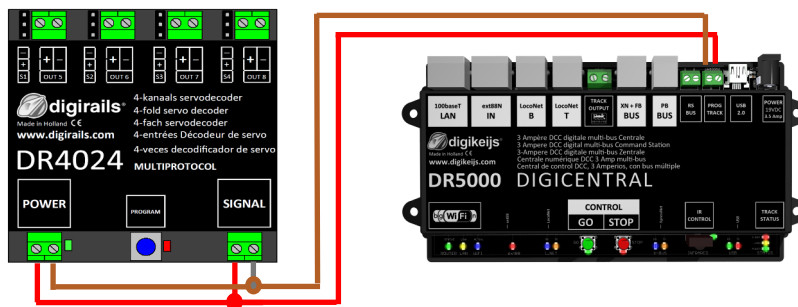 S1 OUT 5 S2 OUT 6 S3 OUT 7 S4 OUT 8
digirails®
Made in Holland
www.digirails.com
DR4024
4-kanaals servodecoder
4-fold servo decoder
4-fach servodecoder
4-entrées Décodeur de servo
4-veces decodificador de servo
MULTIPROTOCOL
POWER
PROGRAM
SIGNAL
100baseT
LAN
ext88N
IN
LocoNet
B
LocoNet
T
TRACK
OUTPUT
XN + FB
BUS
PB
BUS
RS
BUS
PROG
TRACK
USB
2.0
POWER
19VDC
3.5 Amp
digikeijs®
Made in Holland
www.digikeijs.com
3 Ampère DCC digitale multi-bus Centrale
3 Ampère DCC digital multi-bus Command Station
3-Ampere DCC digitale multi-bus Zentrale
Centrale numérique DCC 3 Amp multi-bus
Central de control DCC, 3 Amperios, con bus múltiple
DR5000 DIGICENTRAL
WiFi
CONTROL
GO STOP
IR
CONTROL
TRACK
STATUS